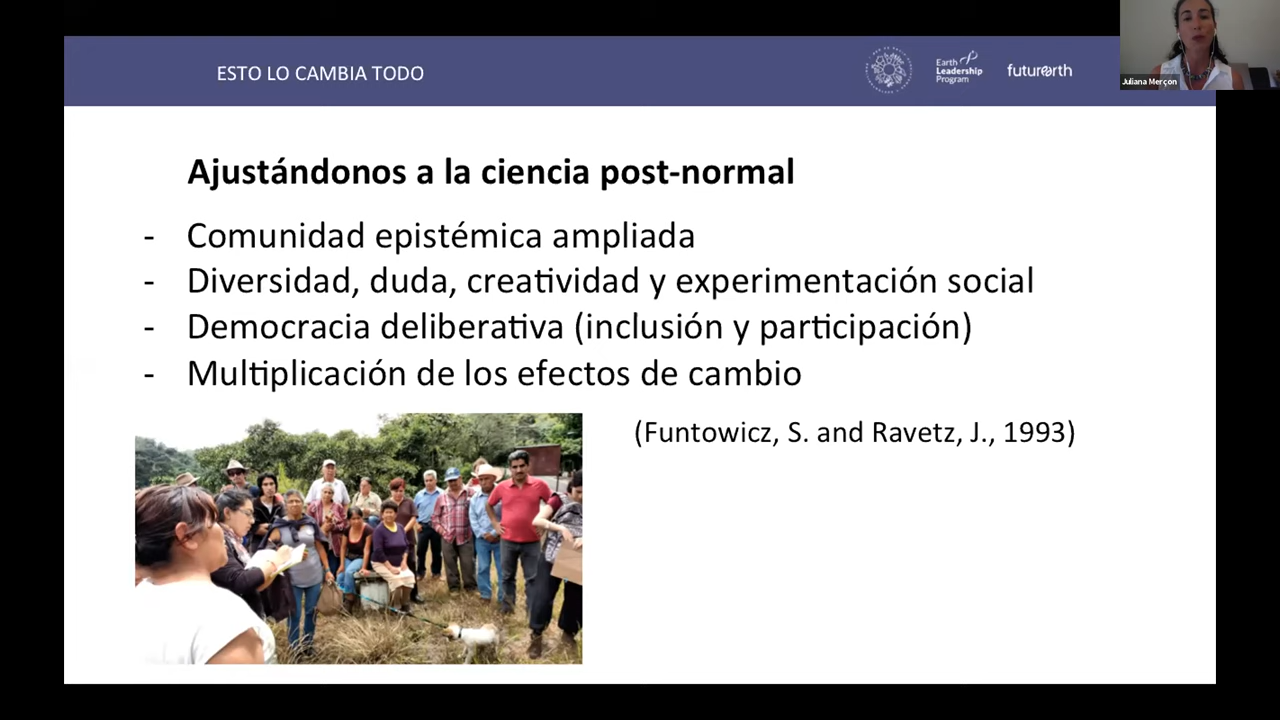 ESTO LO CAMBIA TODO
Earth
Leadership
Program
futurerth
Juliana Merçon
Ajustándonos a la ciencia post-normal
- Comunidad epistémica ampliada
- Diversidad, duda, creatividad y experimentación social
- Democracia deliberativa (inclusión y participación)
- Multiplicación de los efectos de cambio
(Funtowicz, S. and Ravetz, J., 1993)